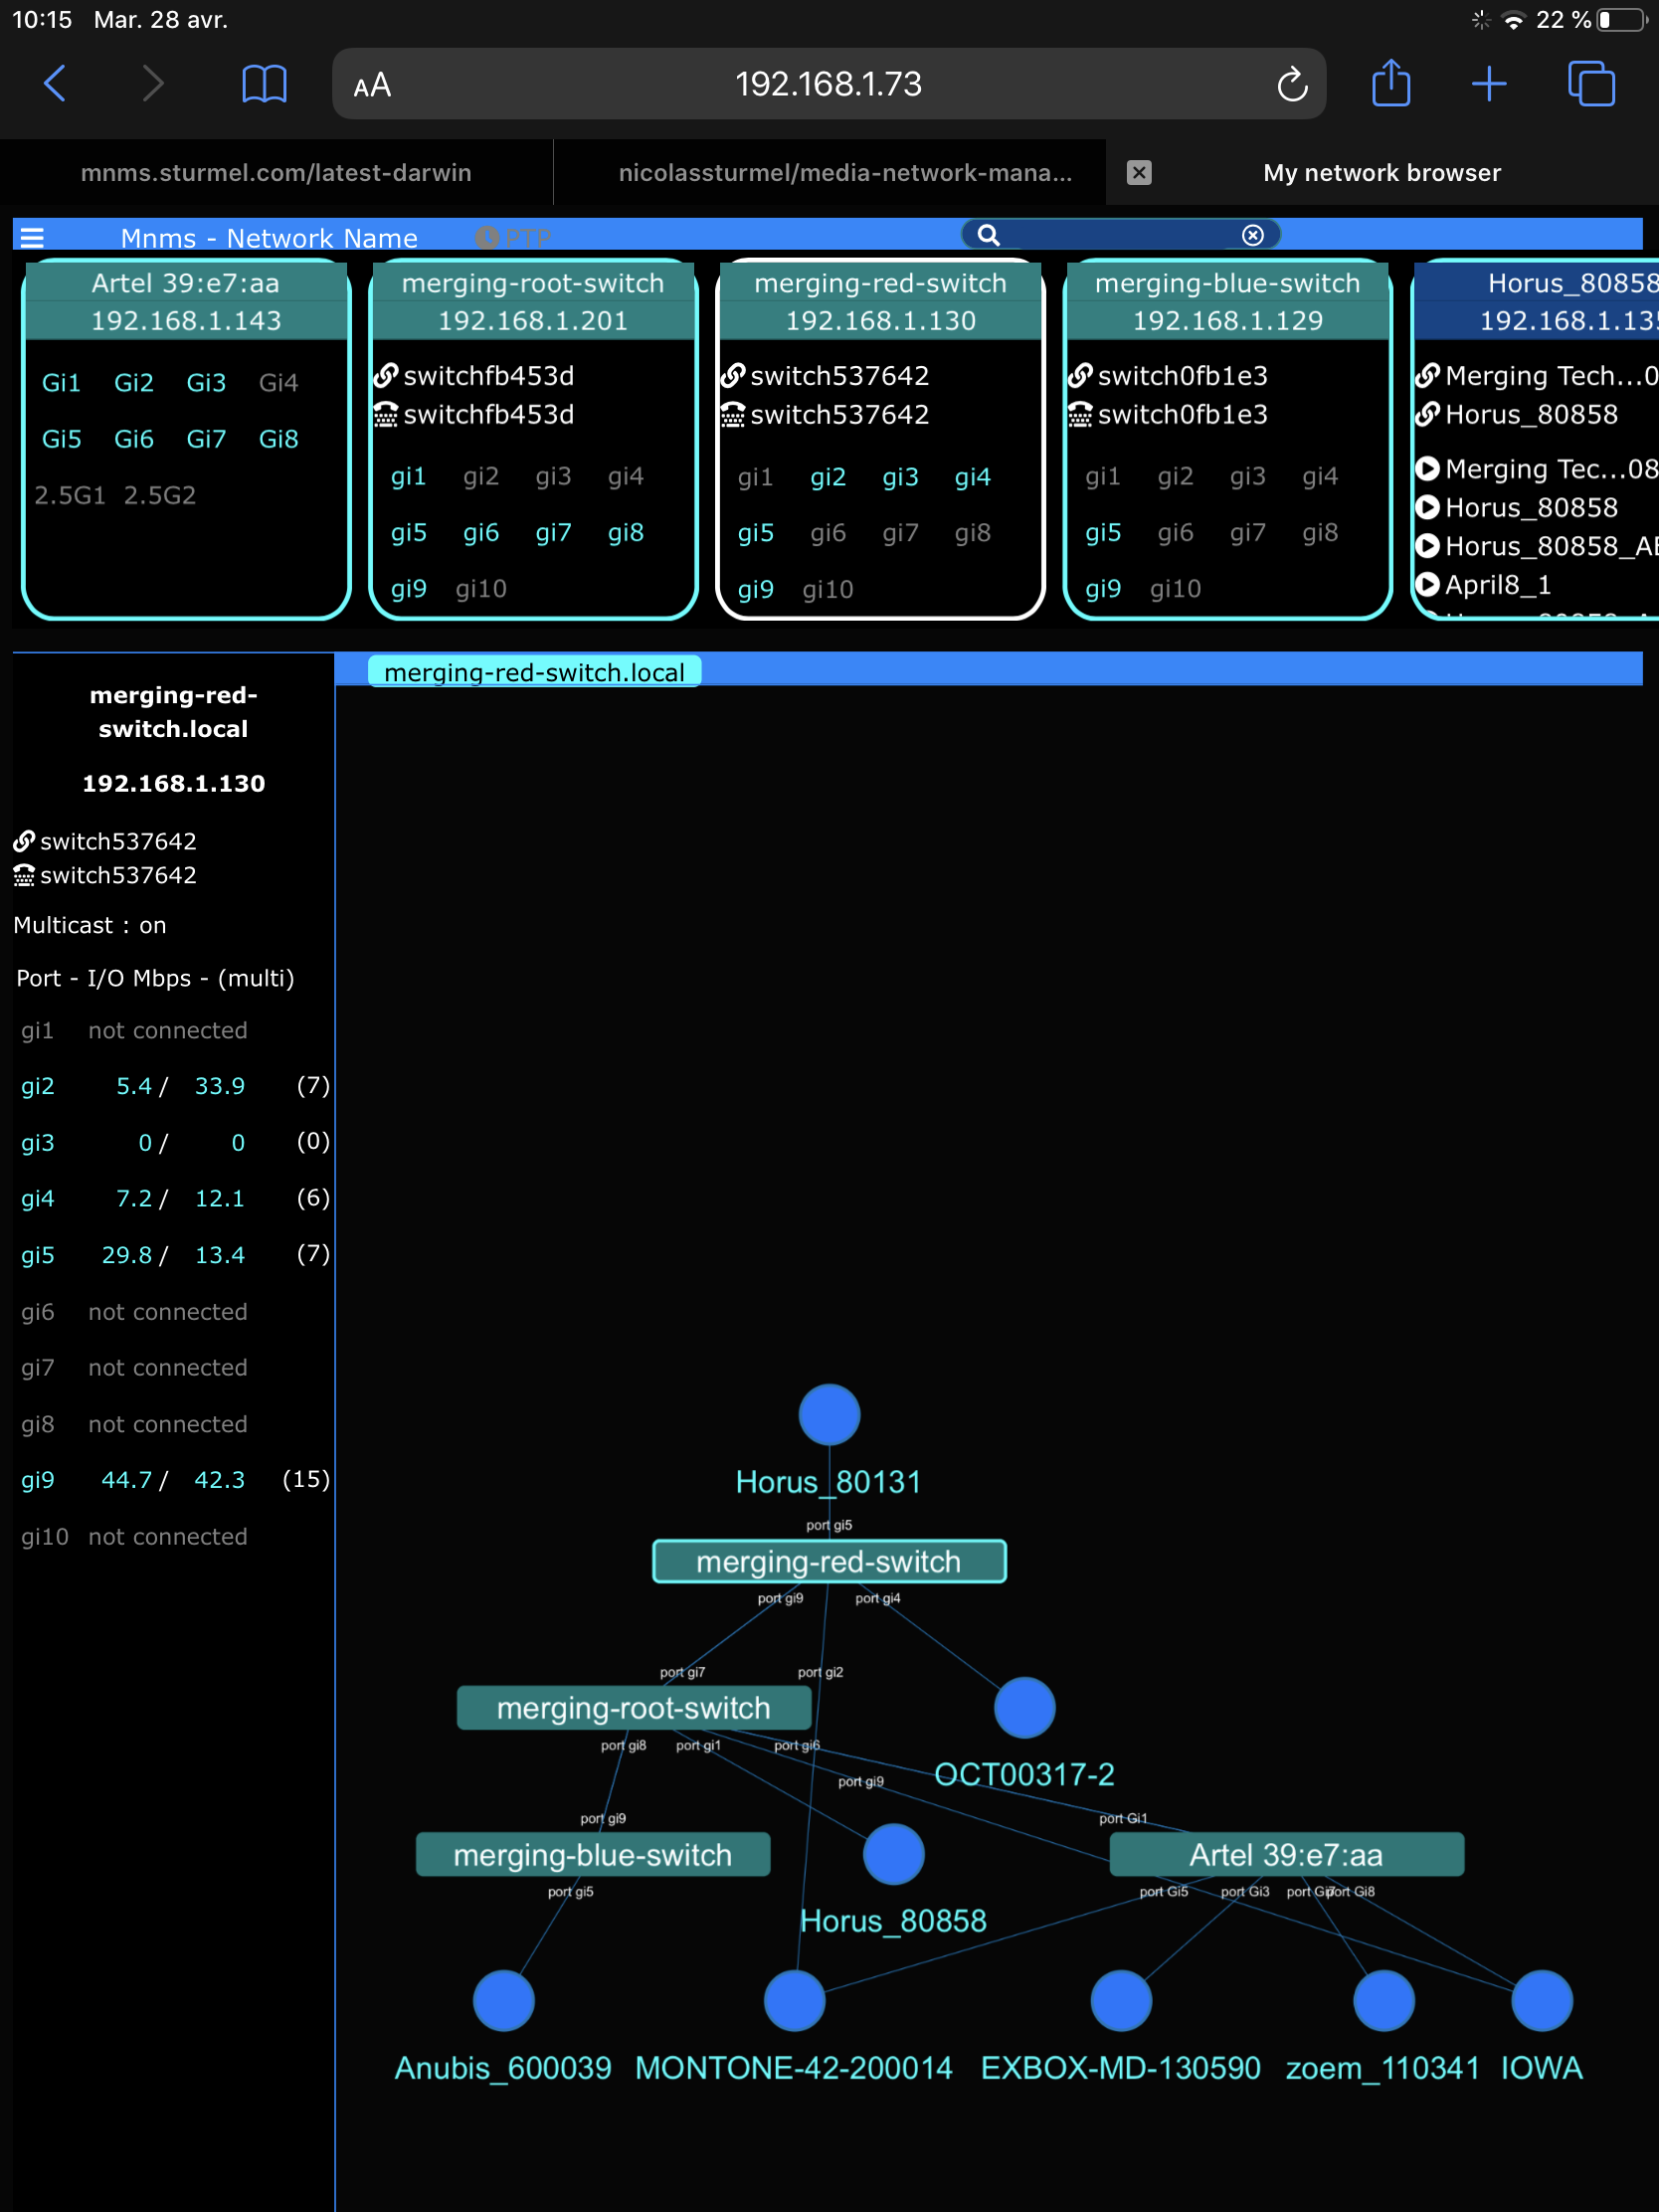 10:15 Mar. 28 avr. 22 %
AA 192.168.1.73
mnms.sturmel.com/latest-darwin nicolassturmel/media-network-mana... My network browser
Mnms - Network Name PTP
Artel 39:e7:aa
192.168.1.143
Gi1 Gi2 Gi3 Gi4
Gi5 Gi6 Gi7 Gi8
2.5G1 2.5G2
merging-root-switch
192.168.1.201
switchfb453d
switchfb453d
gi1 gi2 gi3 gi4
gi5 gi6 gi7 gi8
gi9 gi10
merging-red-switch
192.168.1.130
switch537642
switch537642
gi1 gi2 gi3 gi4
gi5 gi6 gi7 gi8
gi9 gi10
merging-blue-switch
192.168.1.129
switch0fb1e3
switch0fb1e3
gi1 gi2 gi3 gi4
gi5 gi6 gi7 gi8
gi9 gi10
Horus_80858
192.168.1.135
Merging Tech...0
Horus_80858
Merging Tec...08
Horus_80858
Horus_80858_AE
April8_1
merging-red-
switch.local
192.168.1.130
switch537642
switch537642
Multicast : on
Port - I/O Mbps - (multi)
gi1 not connected
gi2 5.4 / 33.9 (7)
gi3 0 / 0 (0)
gi4 7.2 / 12.1 (6)
gi5 29.8 / 13.4 (7)
gi6 not connected
gi7 not connected
gi8 not connected
gi9 44.7 / 42.3 (15)
gi10 not connected
merging-red-switch.local
Horus_80131
port gi5
merging-red-switch
port gi9 port gi4
port gi7 port gi2
merging-root-switch
port gi8 port gi1 port gi6
OCT00317-2
port gi9
port gi9 port Gi1
merging-blue-switch Artel 39:e7:aa
port gi5 port Gi5 port Gi3 port Gi7 port Gi8
Horus_80858
Anubis_600039 MONTONE-42-200014 EXBOX-MD-130590 zoem_110341 IOWA